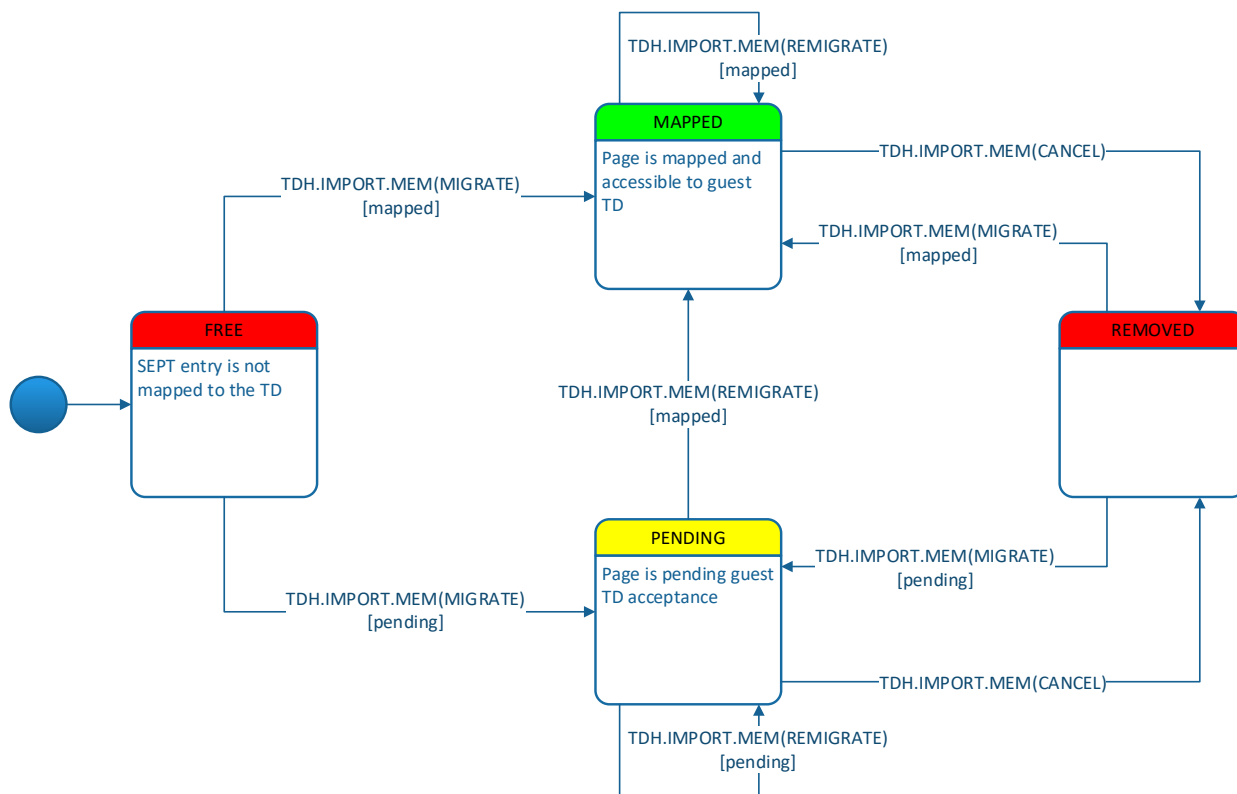 TDH.IMPORT.MEM(REMIGRATE)
[mapped]
MAPPED
Page is mapped and
accessible to guest
TD
TDH.IMPORT.MEM(CANCEL)
TDH.IMPORT.MEM(MIGRATE)
[mapped]
TDH.IMPORT.MEM(MIGRATE)
[mapped]
FREE
SEPT entry is not
mapped to the TD
REMOVED
TDH.IMPORT.MEM(REMIGRATE)
[mapped]
PENDING
Page is pending guest
TD acceptance
TDH.IMPORT.MEM(MIGRATE)
[pending]
TDH.IMPORT.MEM(MIGRATE)
[pending]
TDH.IMPORT.MEM(CANCEL)
TDH.IMPORT.MEM(REMIGRATE)
[pending]